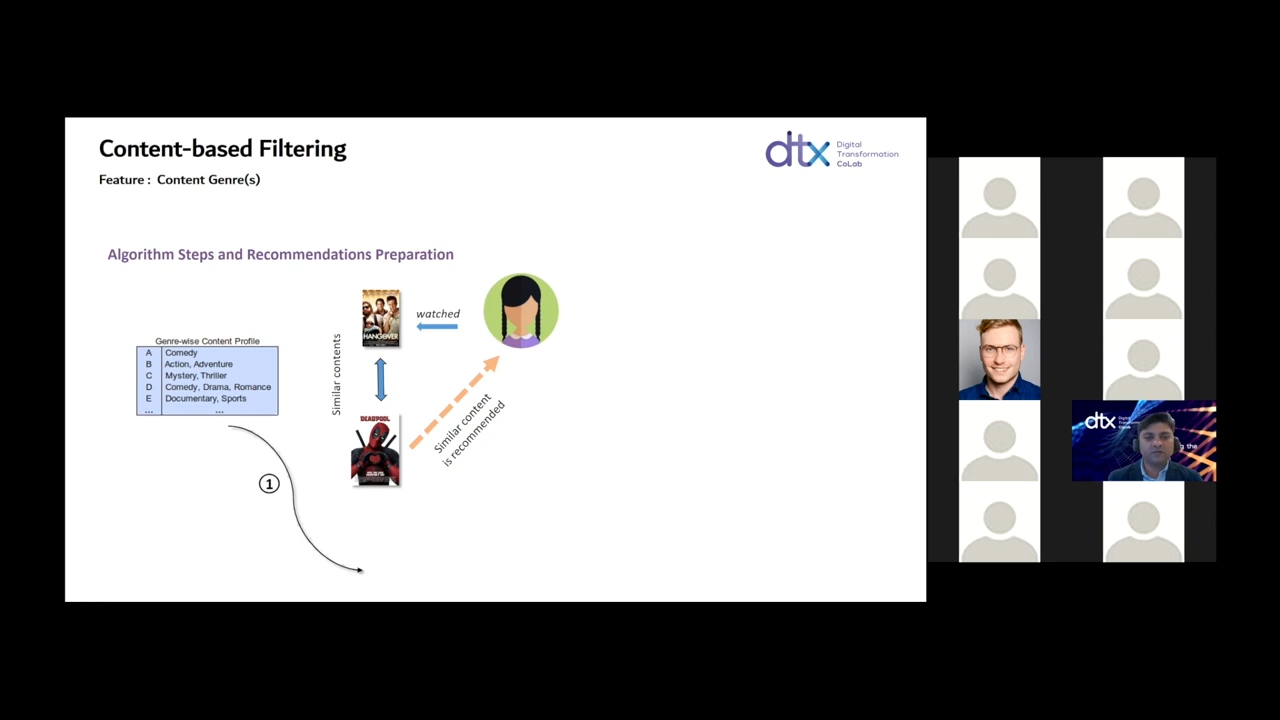 Content-based Filtering
Feature : Content Genre(s)
dtx
Digital
Transformation
CoLab
Algorithm Steps and Recommendations Preparation
watched
HANGOVER
Similar contents
Genre-wise Content Profile
A Comedy
B Action, Adventure
C Mystery, Thriller
D Comedy, Drama, Romance
E Documentary, Sports
... ...
DEADPOOL
Similar content
is recommended
1
dtx
Digital